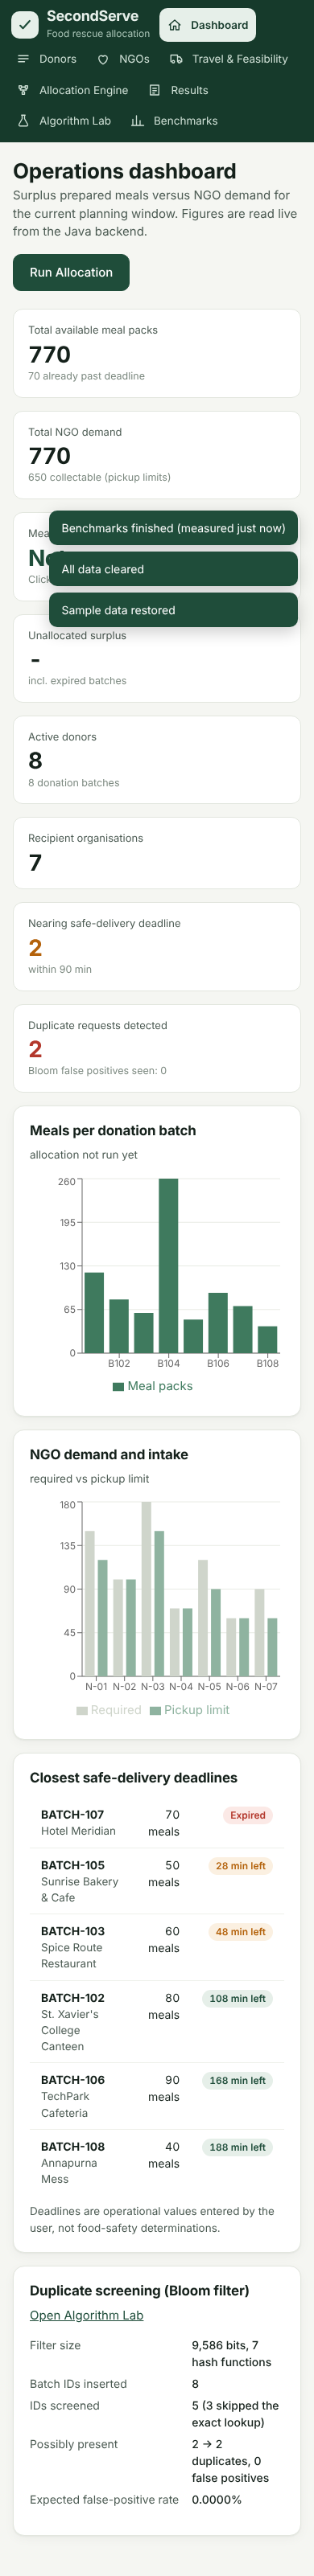 SecondServe
Food rescue allocation
Dashboard
Donors
NGOs
Travel & Feasibility
Allocation Engine
Results
Algorithm Lab
Benchmarks
Operations dashboard
Surplus prepared meals versus NGO demand for
the current planning window. Figures are read live
from the Java backend.
Run Allocation
Total available meal packs
770
70 already past deadline
Total NGO demand
770
650 collectable (pickup limits)
Benchmarks finished (measured just now)
All data cleared
Sample data restored
Unallocated surplus
-
incl. expired batches
Active donors
8
8 donation batches
Recipient organisations
7
Nearing safe-delivery deadline
2
within 90 min
Duplicate requests detected
2
Bloom false positives seen: 0
Meals per donation batch
allocation not run yet
260
195
130
65
0
B102 B104 B106 B108
Meal packs
NGO demand and intake
required vs pickup limit
180
135
90
45
0
N-01 N-02 N-03 N-04 N-05 N-06 N-07
Required Pickup limit
Closest safe-delivery deadlines
BATCH-107 70 Expired
Hotel Meridian meals
BATCH-105 50 28 min left
Sunrise Bakery meals
& Cafe
BATCH-103 60 48 min left
Spice Route meals
Restaurant
BATCH-102 80 108 min left
St. Xavier's meals
College
Canteen
BATCH-106 90 168 min left
TechPark meals
Cafeteria
BATCH-108 40 188 min left
Annapurna meals
Mess
Deadlines are operational values entered by the
user, not food-safety determinations.
Duplicate screening (Bloom filter)
Open Algorithm Lab
Filter size 9,586 bits, 7
hash functions
Batch IDs inserted 8
IDs screened 5 (3 skipped the
exact lookup)
Possibly present 2 → 2
duplicates, 0
false positives
Expected false-positive rate 0.0000%